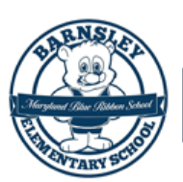 BARNSLEY
Maryland Blue Ribbon School
ELEMENTARY SCHOOL